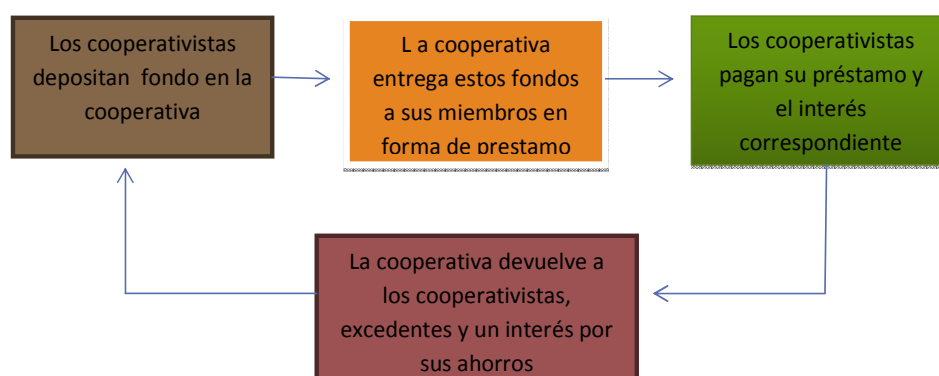 Los cooperativistas
depositan fondo en la
cooperativa
L a cooperativa
entrega estos fondos
a sus miembros en
forma de prestamo
Los cooperativistas
pagan su préstamo y
el interés
correspondiente
La cooperativa devuelve a
los cooperativistas,
excedentes y un interés por
sus ahorros